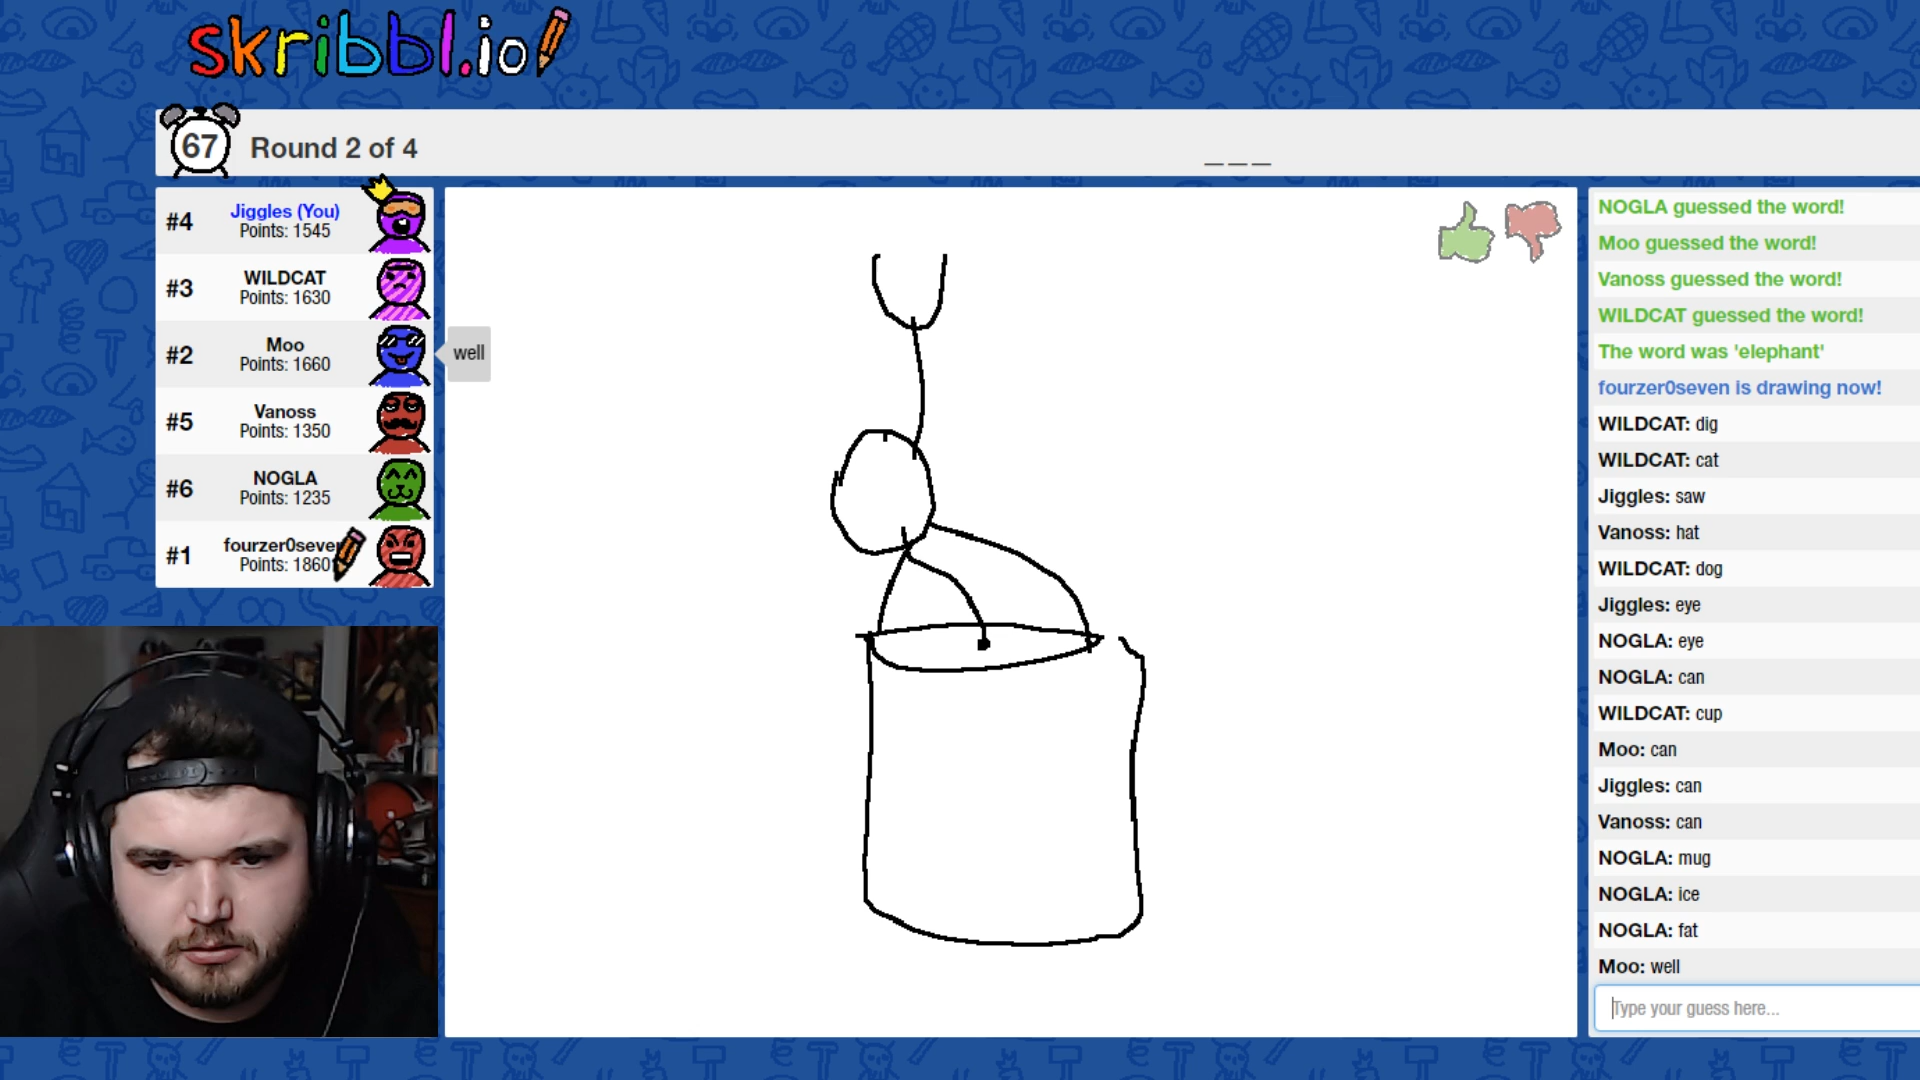 skribbl.io
67
Round 2 of 4
_ _ _
#4
Jiggles (You)
Points: 1545
#3
WILDCAT
Points: 1630
#2
Moo
Points: 1660
well
#5
Vanoss
Points: 1350
#6
NOGLA
Points: 1235
#1
fourzer0seven
Points: 1860
NOGLA guessed the word!
Moo guessed the word!
Vanoss guessed the word!
WILDCAT guessed the word!
The word was 'elephant'
fourzer0seven is drawing now!
WILDCAT: dig
WILDCAT: cat
Jiggles: saw
Vanoss: hat
WILDCAT: dog
Jiggles: eye
NOGLA: eye
NOGLA: can
WILDCAT: cup
Moo: can
Jiggles: can
Vanoss: can
NOGLA: mug
NOGLA: ice
NOGLA: fat
Moo: well
Type your guess here...